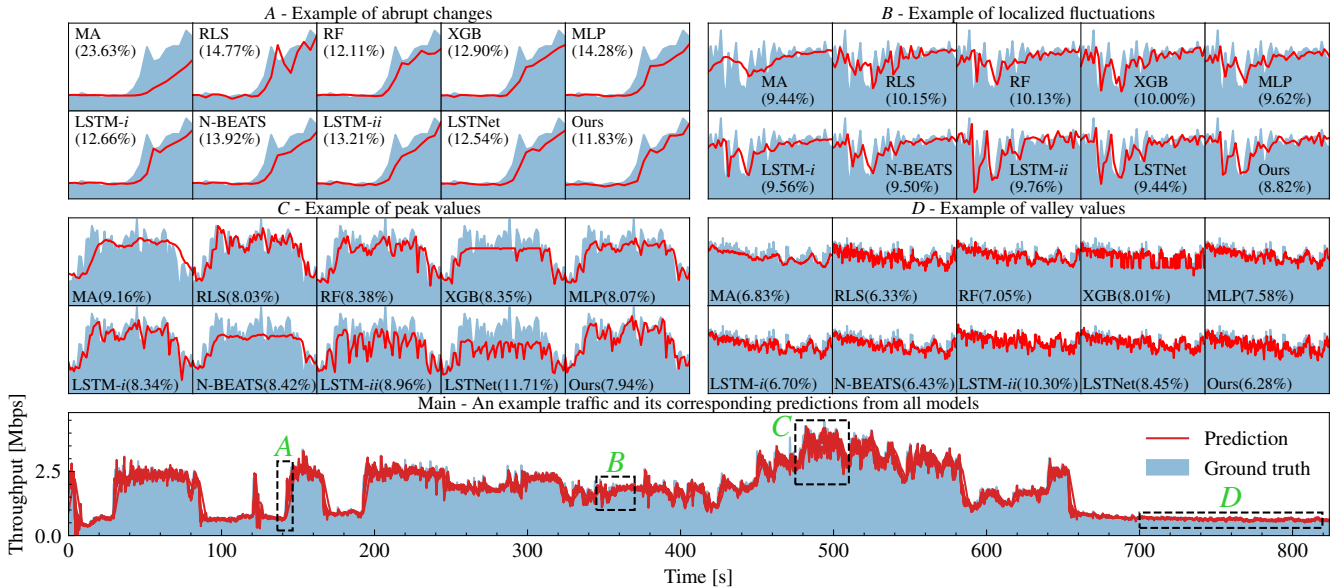 A - Example of abrupt changes
MA
(23.63%)
RLS
(14.77%)
RF
(12.11%)
XGB
(12.90%)
MLP
(14.28%)
LSTM-i
(12.66%)
N-BEATS
(13.92%)
LSTM-ii
(13.21%)
LSTNet
(12.54%)
Ours
(11.83%)
B - Example of localized fluctuations
MA
(9.44%)
RLS
(10.15%)
RF
(10.13%)
XGB
(10.00%)
MLP
(9.62%)
LSTM-i
(9.56%)
N-BEATS
(9.50%)
LSTM-ii
(9.76%)
LSTNet
(9.44%)
Ours
(8.82%)
C - Example of peak values
MA(9.16%)
RLS(8.03%)
RF(8.38%)
XGB(8.35%)
MLP(8.07%)
LSTM-i(8.34%)
N-BEATS(8.42%)
LSTM-ii(8.96%)
LSTNet(11.71%)
Ours(7.94%)
D - Example of valley values
MA(6.83%)
RLS(6.33%)
RF(7.05%)
XGB(8.01%)
MLP(7.58%)
LSTM-i(6.70%)
N-BEATS(6.43%)
LSTM-ii(10.30%)
LSTNet(8.45%)
Ours(6.28%)
Main - An example traffic and its corresponding predictions from all models
Throughput [Mbps]
2.5
0.0
A
B
C
D
Prediction
Ground truth
0 100 200 300 400 500 600 700 800
Time [s]